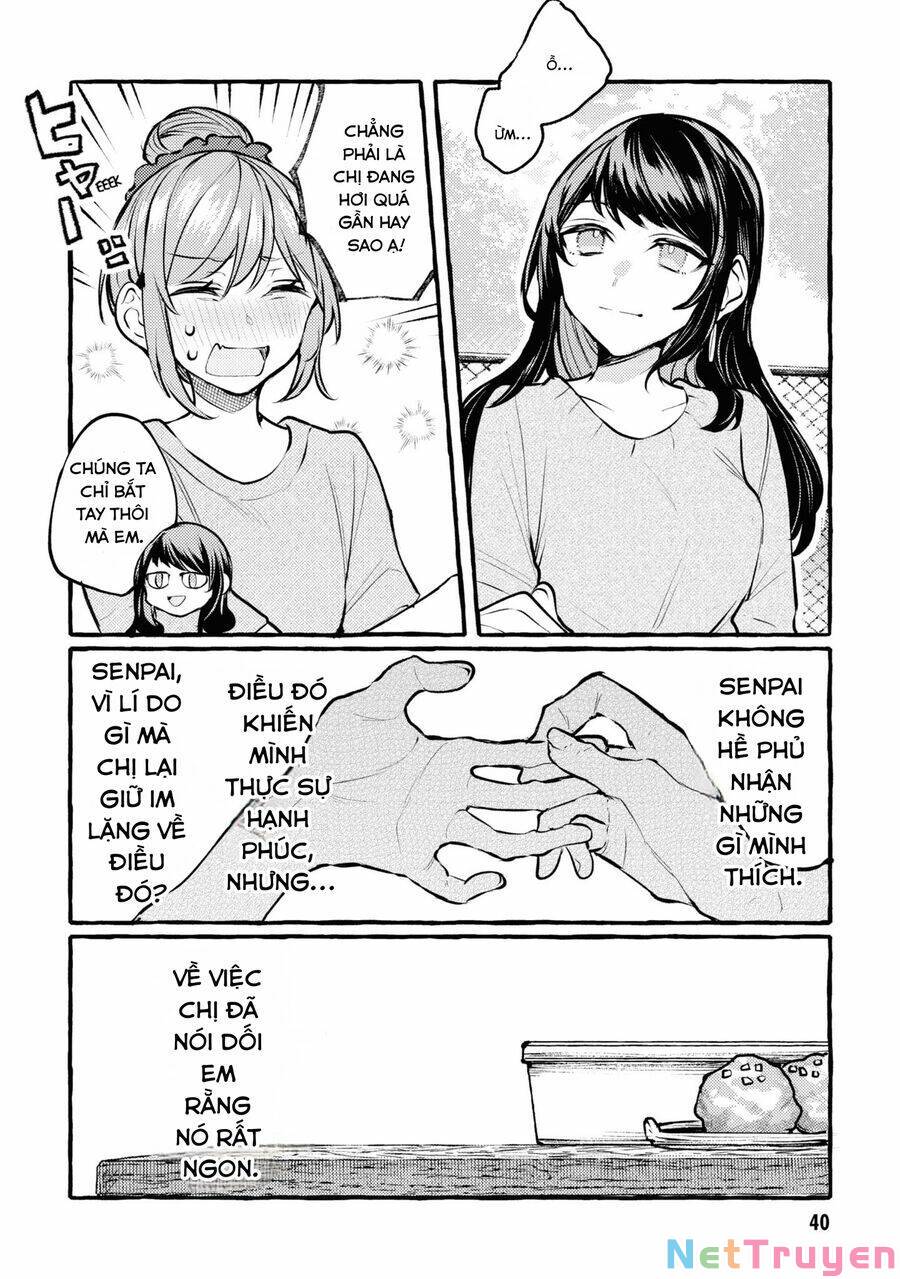 Ồ...
ỪM...
CHẲNG
PHẢI LÀ
CHỊ ĐANG
HƠI QUÁ
GẦN HAY
SAO Ạ!
ヒャーー
EEEK
CHÚNG TA
CHỈ BẮT
TAY THÔI
MÀ EM.
SENPAI
KHÔNG
HỀ PHỦ
NHẬN
NHỮNG
GÌ MÌNH
THÍCH.
ĐIỀU ĐÓ
KHIẾN
MÌNH
THỰC SỰ
HẠNH
PHÚC,
NHƯNG...
SENPAI,
VÌ LÍ DO
GÌ MÀ
CHỊ LẠI
GIỮ IM
LẶNG VỀ
ĐIỀU
ĐÓ?
VỀ VIỆC
CHỊ ĐÃ
NÓI DỐI
EM
RẰNG
NÓ RẤT
NGON.
40
NetTruyen